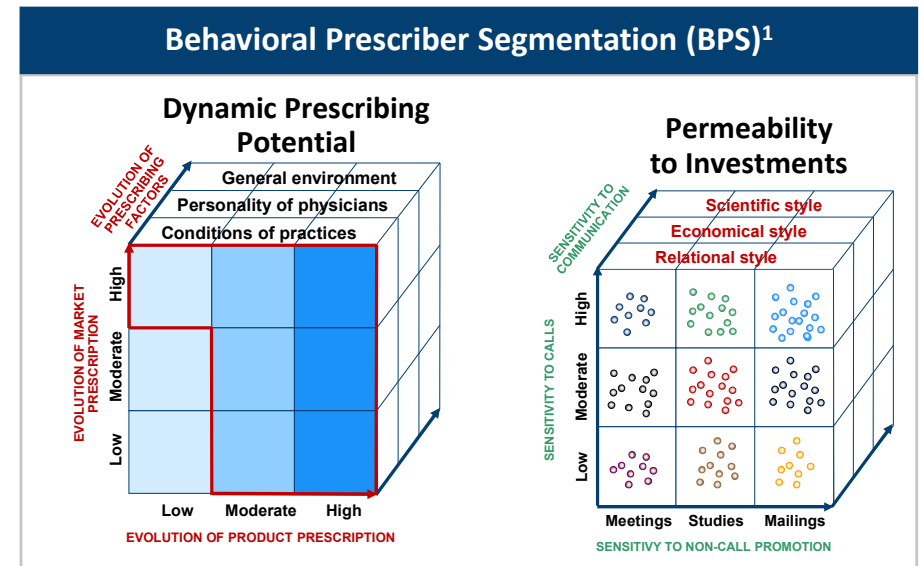 Behavioral Prescriber Segmentation (BPS)1
Dynamic Prescribing
Potential
EVOLUTION OF
PRESCRIBING
FACTORS
General environment
Personality of physicians
Conditions of practices
EVOLUTION OF MARKET
PRESCRIPTION
High
Moderate
Low
Low Moderate High
EVOLUTION OF PRODUCT PRESCRIPTION
Permeability
to Investments
SENSITIVITY TO
COMMUNICATION
Scientific style
Economical style
Relational style
SENSITIVITY TO CALLS
High
Moderate
Low
Meetings Studies Mailings
SENSITIVY TO NON-CALL PROMOTION